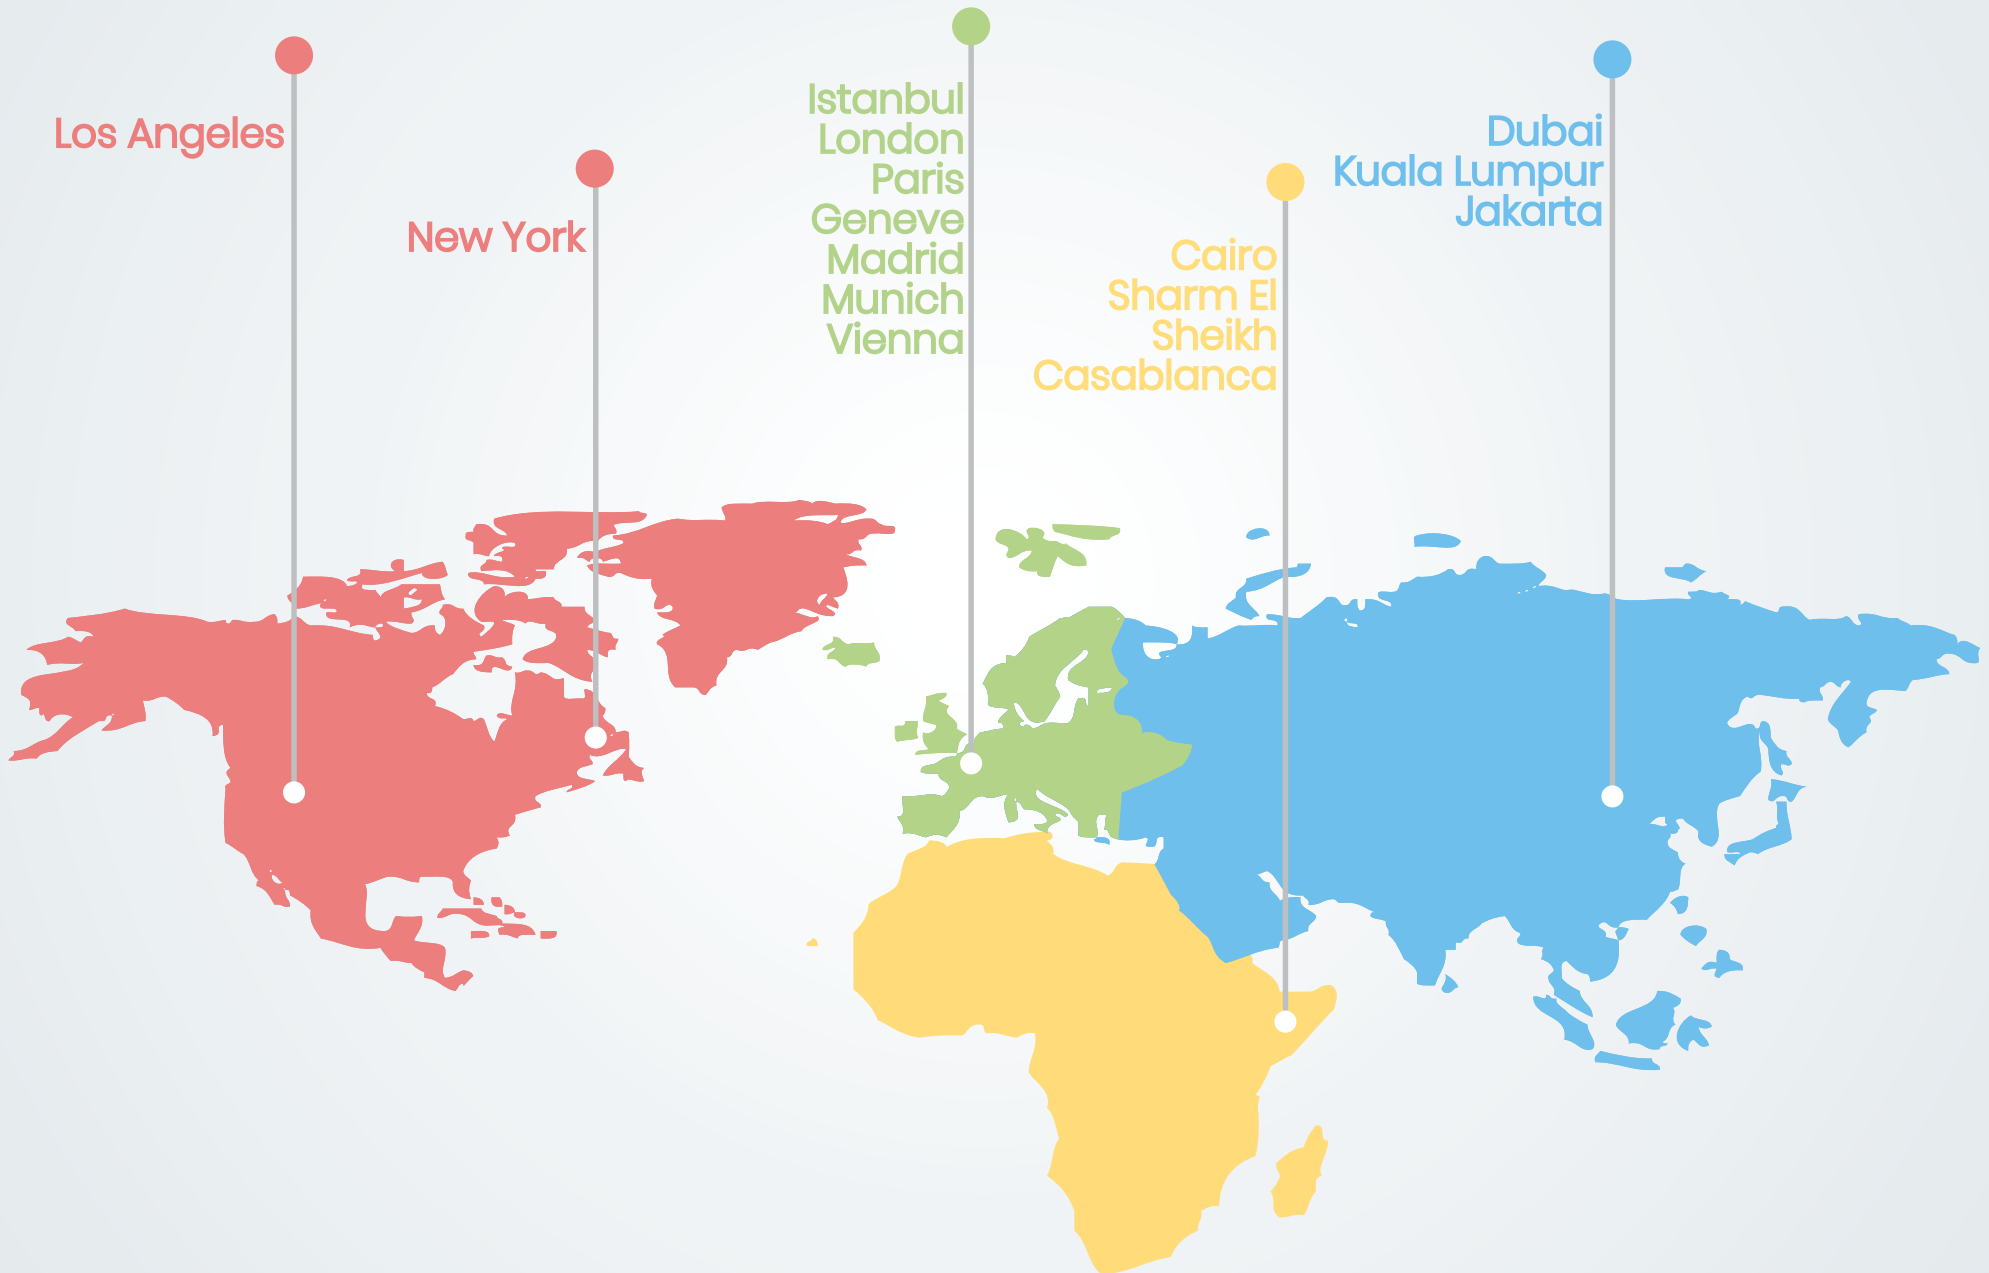 Los Angeles
New York
Istanbul
London
Paris
Geneve
Madrid
Munich
Vienna
Cairo
Sharm El
Sheikh
Casablanca
Dubai
Kuala Lumpur
Jakarta